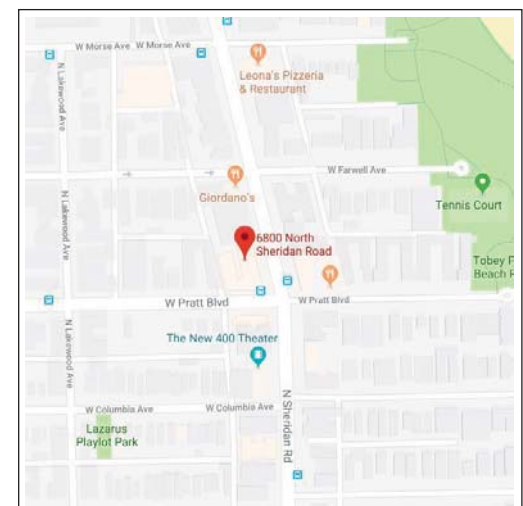 W Morse Ave
W Morse Ave
N Lakewood Ave
Leona's Pizzeria
& Restaurant
W Farwell Ave
Giordano's
Tennis Court
N Lakewood Ave
6800 North
Sheridan Road
Tobey
Beach
W Pratt Blvd
W Pratt Blvd
The New 400 Theater
N Lakewood Ave
W Columbia Ave
W Columbia Ave
N Sheridan Rd
Lazarus
Playlot Park